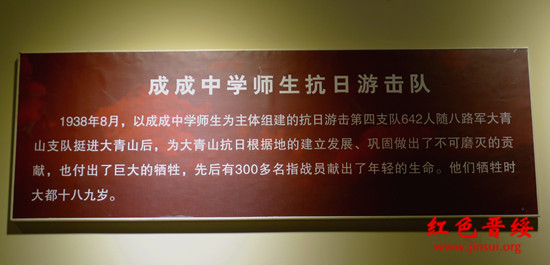 成成中学师生抗日游击队
1938年8月，以成成中学师生为主体组建的抗日游击第四支队642人随八路军大青
山支队挺进大青山后，为大青山抗日根据地的建立发展、巩固做出了不可磨灭的贡
献，也付出了巨大的牺牲，先后有300多名指战员献出了年轻的生命。他们牺牲时
大都十八九岁。
红色晋绥
www.jinsui.org